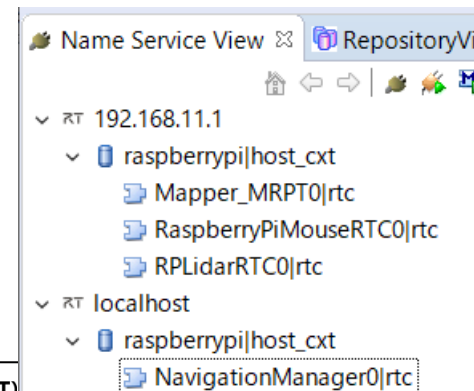 Name Service View RepositoryVi
192.168.11.1
raspberrypi|host_cxt
Mapper_MRPT0|rtc
RaspberryPiMouseRTC0|rtc
RPLidarRTC0|rtc
localhost
raspberrypi|host_cxt
T) NavigationManager0|rtc